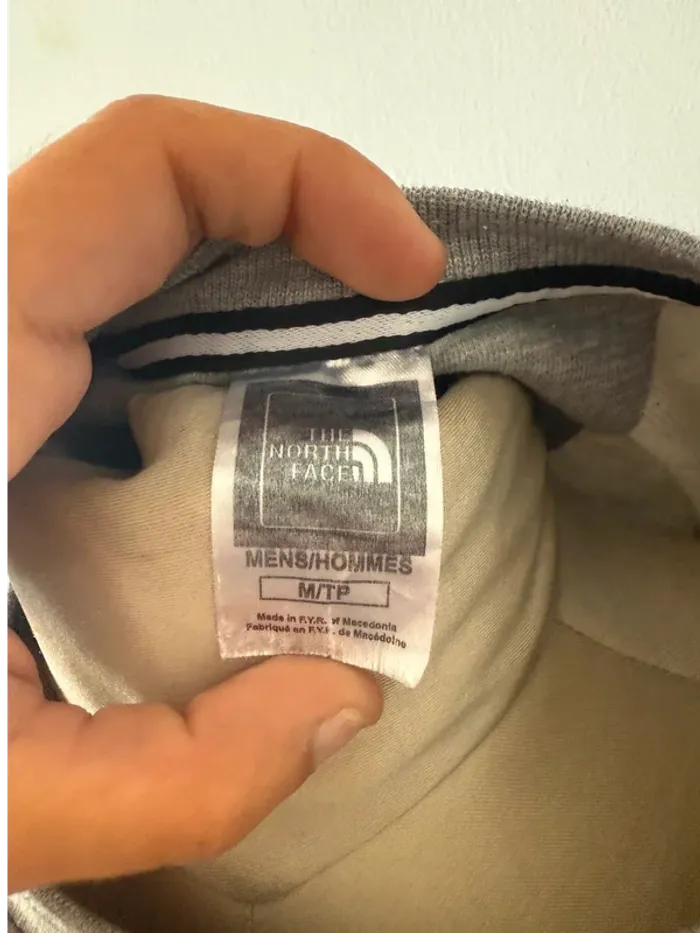 THE
NORTH
FACE
MENS/HOMMES
M/TP
Made in F.Y.R. of Macedonia
Fabriqué en F.Y.R. de Macédoine